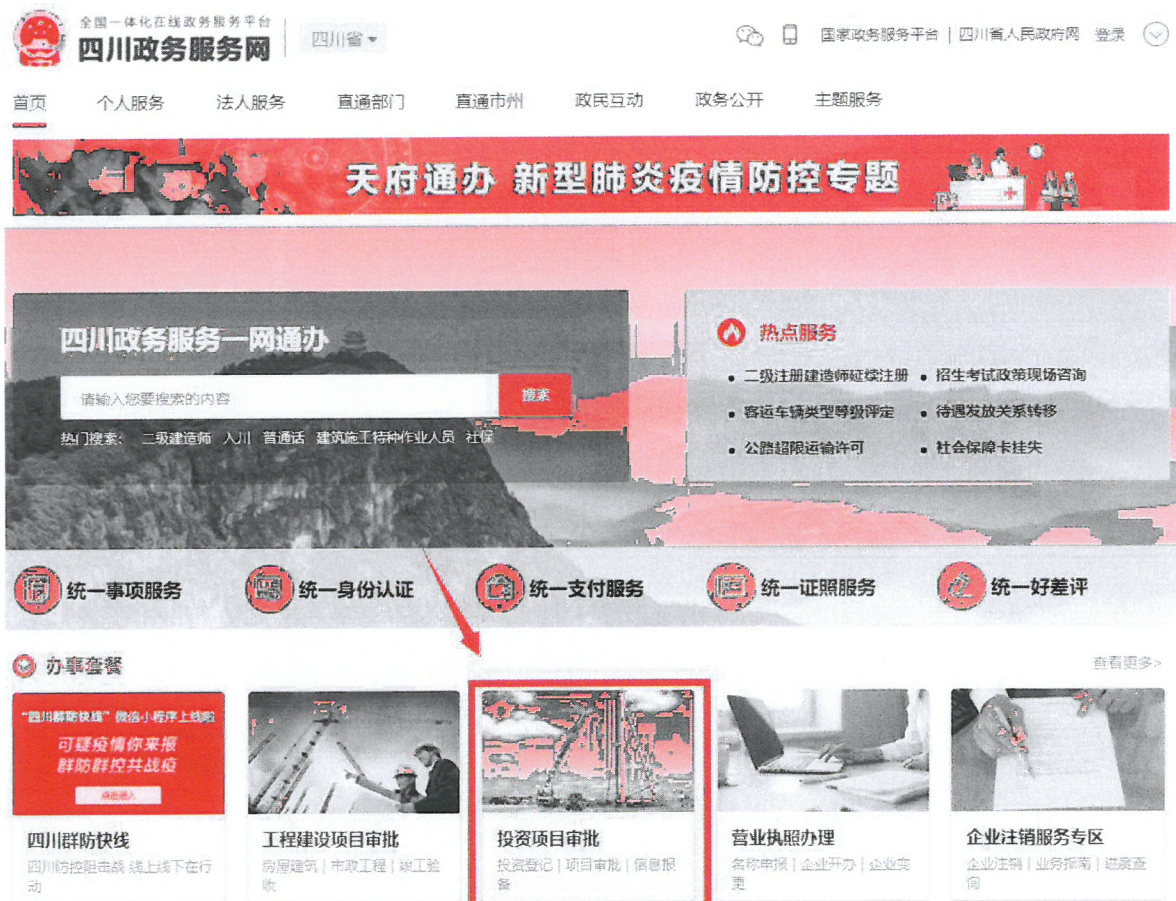 全国一体化在线政务服务平台
四川政务服务网
四川省
国家政务服务平台 | 四川省人民政府网 登录
首页 个人服务 法人服务 直通部门 直通市州 政民互动 政务公开 主题服务
天府通办 新型肺炎疫情防控专题
四川政务服务一网通办
请输入您要搜索的内容
搜索
热门搜索: 二级建造师 入川 普通话 建筑施工特种作业人员 社保
热点服务
• 二级注册建造师延续注册 • 招生考试政策现场咨询
• 客运车辆类型等级评定 • 待遇发放关系转移
• 公路超限运输许可 • 社会保障卡挂失
统一事项服务 统一身份认证 统一支付服务 统一证照服务 统一好差评
办事套餐
查看更多>
“四川群防快线”微信小程序上线啦
可疑疫情你来报
群防群控共战疫
点击进入
四川群防快线
四川防控阻击战 线上线下在行
动
工程建设项目审批
房屋建筑 | 市政工程 | 竣工验
收
投资项目审批
投资登记 | 项目审批 | 信息报
备
营业执照办理
名称申报 | 企业开办 | 企业变
更
企业注销服务专区
企业注销 | 业务指南 | 进度查
询